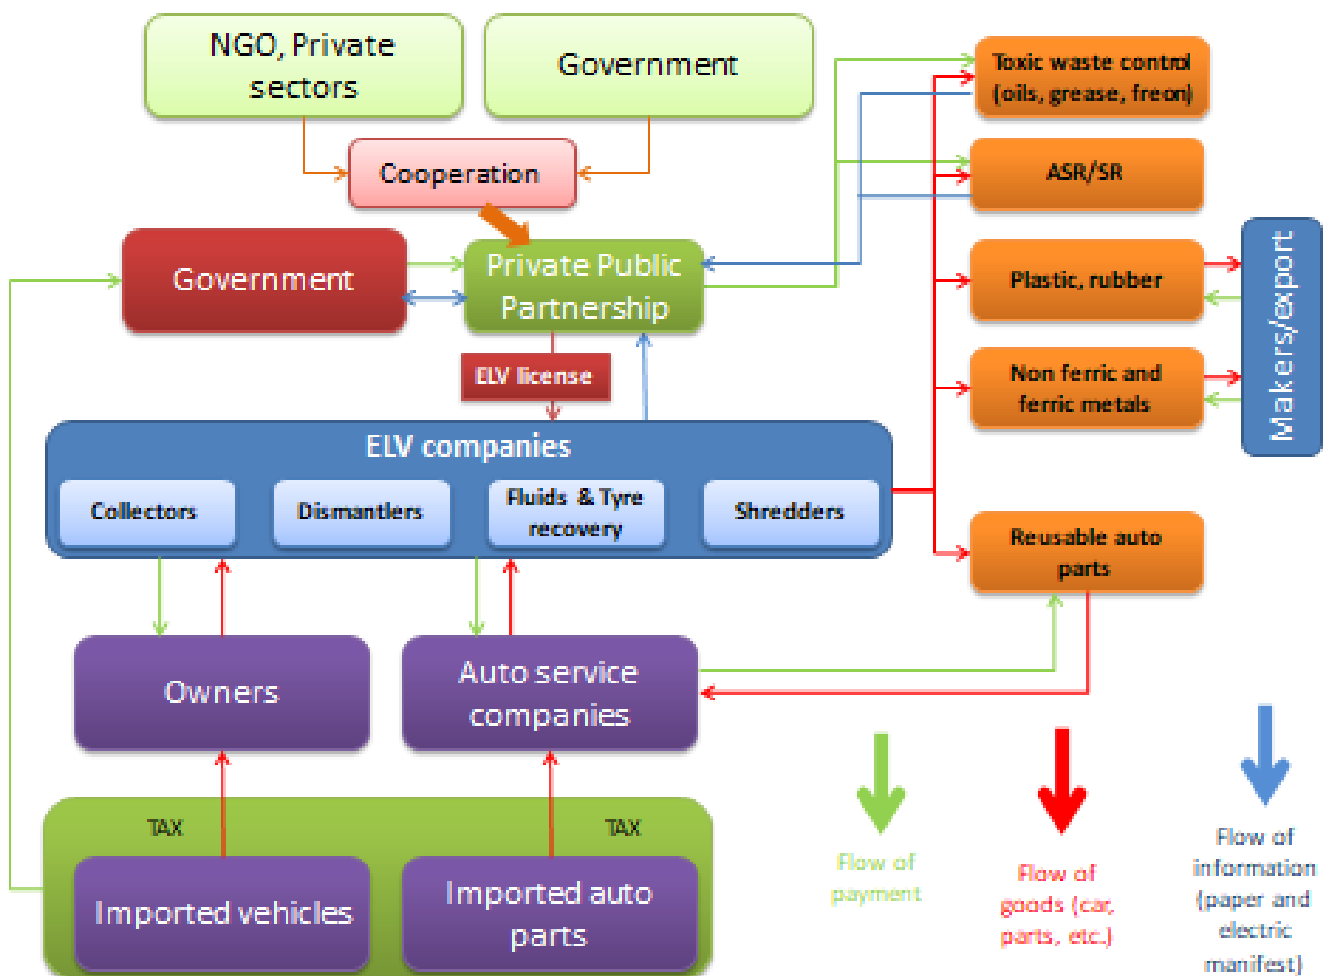 NGO, Private
sectors
Government
Cooperation
Toxic waste control
(oils, grease, freon)
ASR/SR
Government
Private Public
Partnership
Plastic, rubber
Makers/export
ELV license
Non ferric and
ferric metals
ELV companies
Collectors
Dismantlers
Fluids & Tyre
recovery
Shredders
Reusable auto
parts
Owners
Auto service
companies
TAX
TAX
Imported vehicles
Imported auto
parts
Flow of
payment
Flow of
goods (car,
parts, etc.)
Flow of
information
(paper and
electric
manifest)